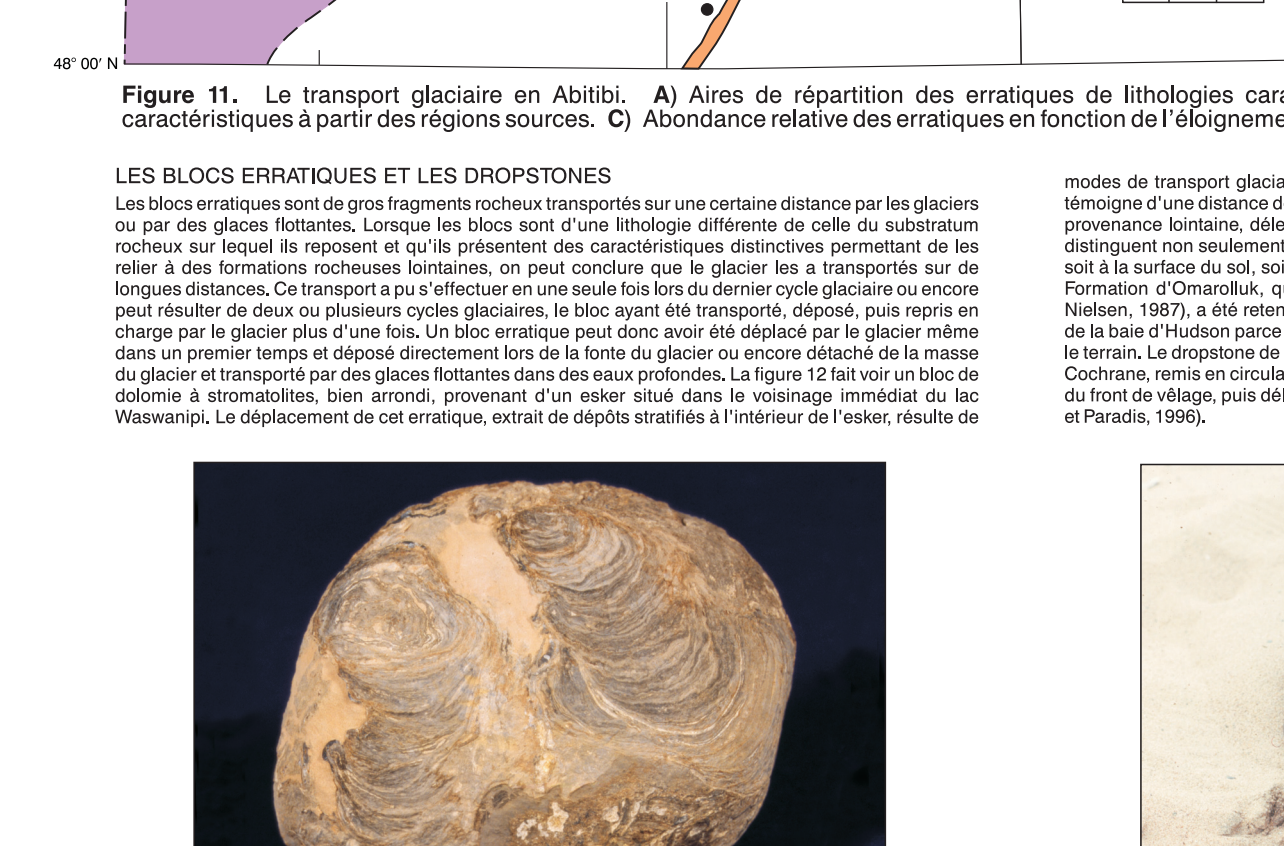 48° 00′ N
Figure 11. Le transport glaciaire en Abitibi. A) Aires de répartition des erratiques de lithologies
caractéristiques à partir des régions sources. C) Abondance relative des erratiques en fonction de
LES BLOCS ERRATIQUES ET LES DROPSTONES
Les blocs erratiques sont de gros fragments rocheux transportés sur une certaine distance par les glaciers
ou par des glaces flottantes. Lorsque les blocs sont d'une lithologie différente de celle du substratum
rocheux sur lequel ils reposent et qu'ils présentent des caractéristiques distinctives permettant de les
relier à des formations rocheuses lointaines, on peut conclure que le glacier les a transportés sur de
longues distances. Ce transport a pu s'effectuer en une seule fois lors du dernier cycle glaciaire ou encore
peut résulter de deux ou plusieurs cycles glaciaires, le bloc ayant été transporté, déposé, puis repris en
charge par le glacier plus d'une fois. Un bloc erratique peut donc avoir été déplacé par le glacier même
dans un premier temps et déposé directement lors de la fonte du glacier ou encore détaché de la masse
du glacier et transporté par des glaces flottantes dans des eaux profondes. La figure 12 fait voir un bloc de
dolomie à stromatolites, bien arrondi, provenant d'un esker situé dans le voisinage immédiat du lac
Waswanipi. Le déplacement de cet erratique, extrait de dépôts stratifiés à l'intérieur de l'esker, résulte de
modes de transport
témoigne d'une distance
provenance lointaine,
distinguent non seulement
soit à la surface du sol,
Formation d'Omarolluk,
Nielsen, 1987), a été
de la baie d'Hudson parce
le terrain. Le dropstone de
Cochrane, remis en
du front de vêlage, puis
et Paradis, 1996).